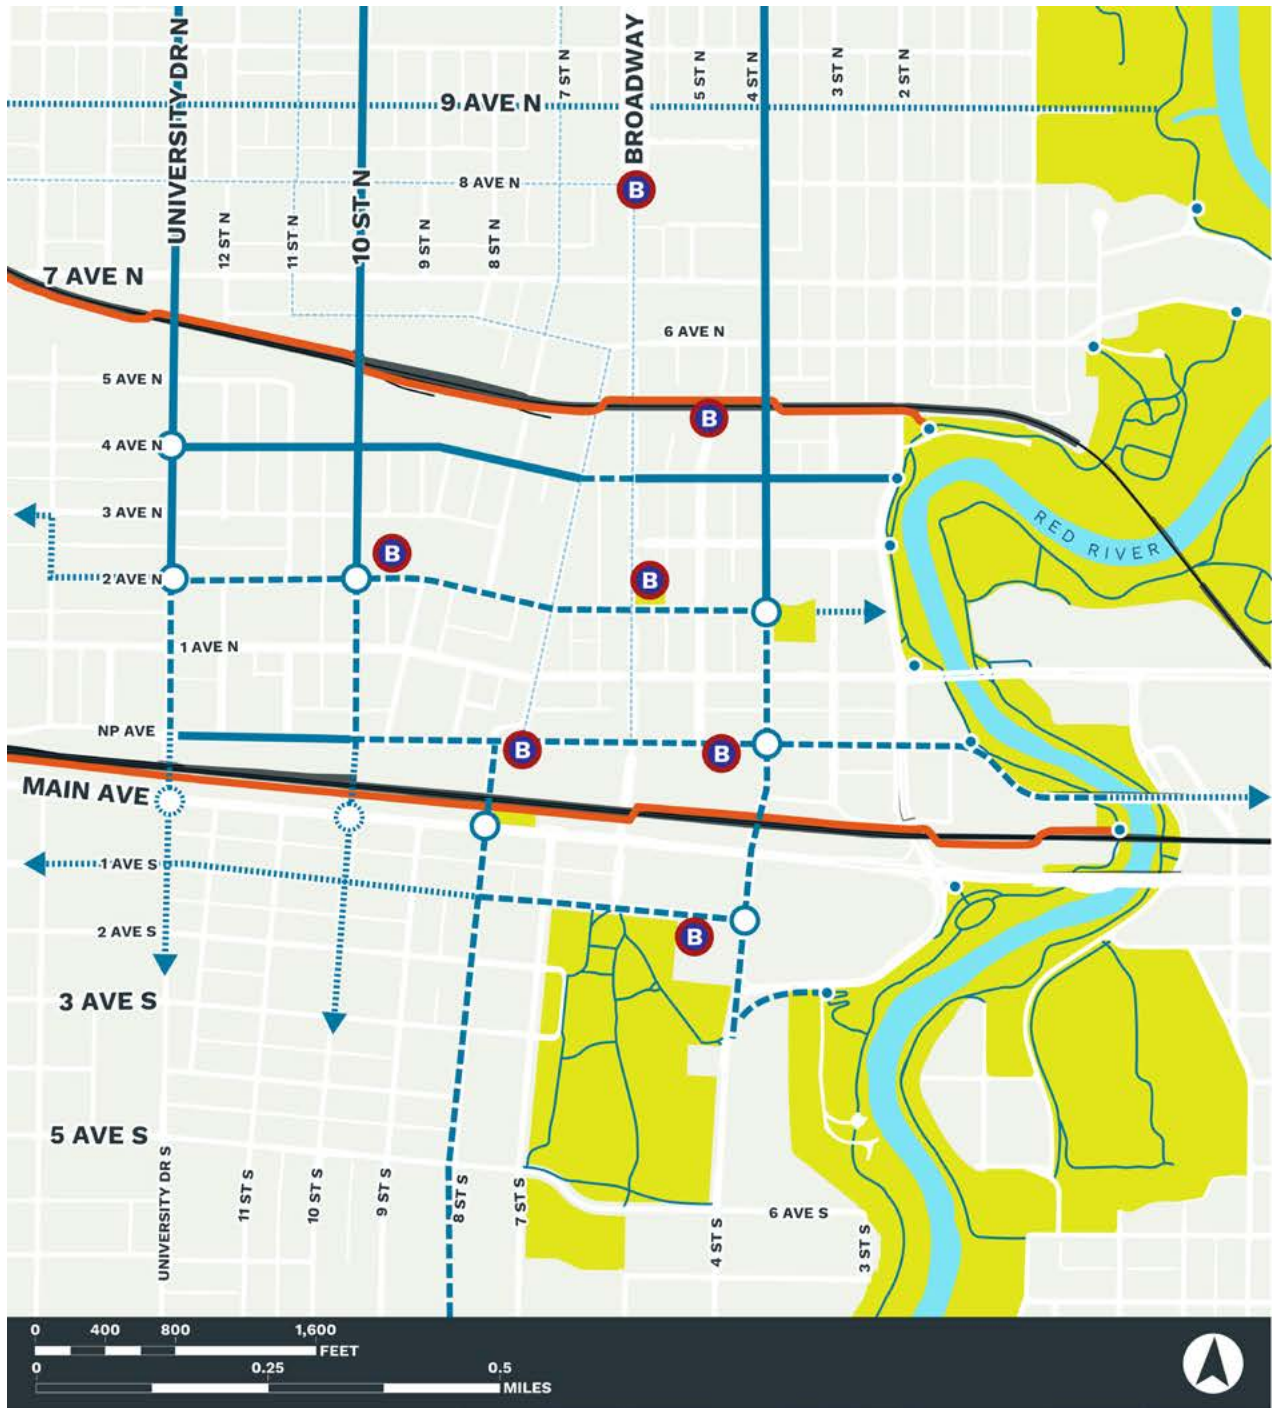 UNIVERSITY DR N
10 ST N
BROADWAY
7 ST N
5 ST N
4 ST N
3 ST N
2 ST N
9 AVE N
8 AVE N
B
12 ST N
11 ST N
9 ST N
8 ST N
7 AVE N
6 AVE N
5 AVE N
B
4 AVE N
3 AVE N
RED RIVER
B
2 AVE N
B
1 AVE N
NP AVE
B
B
MAIN AVE
1 AVE S
2 AVE S
B
3 AVE S
5 AVE S
UNIVERSITY DR S
11 ST S
10 ST S
9 ST S
8 ST S
7 ST S
4 ST S
6 AVE S
3 ST S
0 400 800 1,600
FEET
0 0.25 0.5
MILES